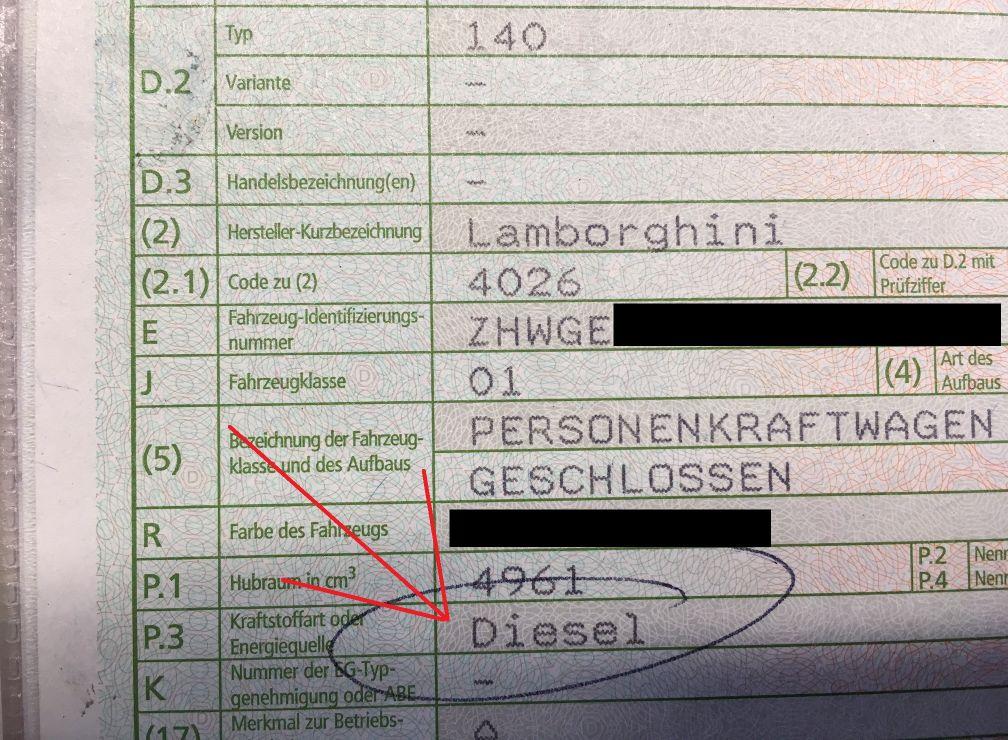 D.2 Typ 140
Variante –
Version –
D.3 Handelsbezeichnung(en) –
(2) Hersteller-Kurzbezeichnung Lamborghini
(2.1) Code zu (2) 4026 (2.2) Code zu D.2 mit
Prüfziffer
E Fahrzeug-Identifizierungs-
nummer ZHWGE
J Fahrzeugklasse 01 (4) Art des
Aufbaus
(5) Bezeichnung der Fahrzeug-
klasse und des Aufbaus
PERSONENKRAFTWAGEN
GESCHLOSSEN
R Farbe des Fahrzeugs
P.1 Hubraum in cm³ 4961 P.2
P.4
P.3 Kraftstoffart oder
Energiequelle Diesel
K Nummer der EG-Typ-
genehmigung oder ABE –
(17) Merkmal zur Betriebs-